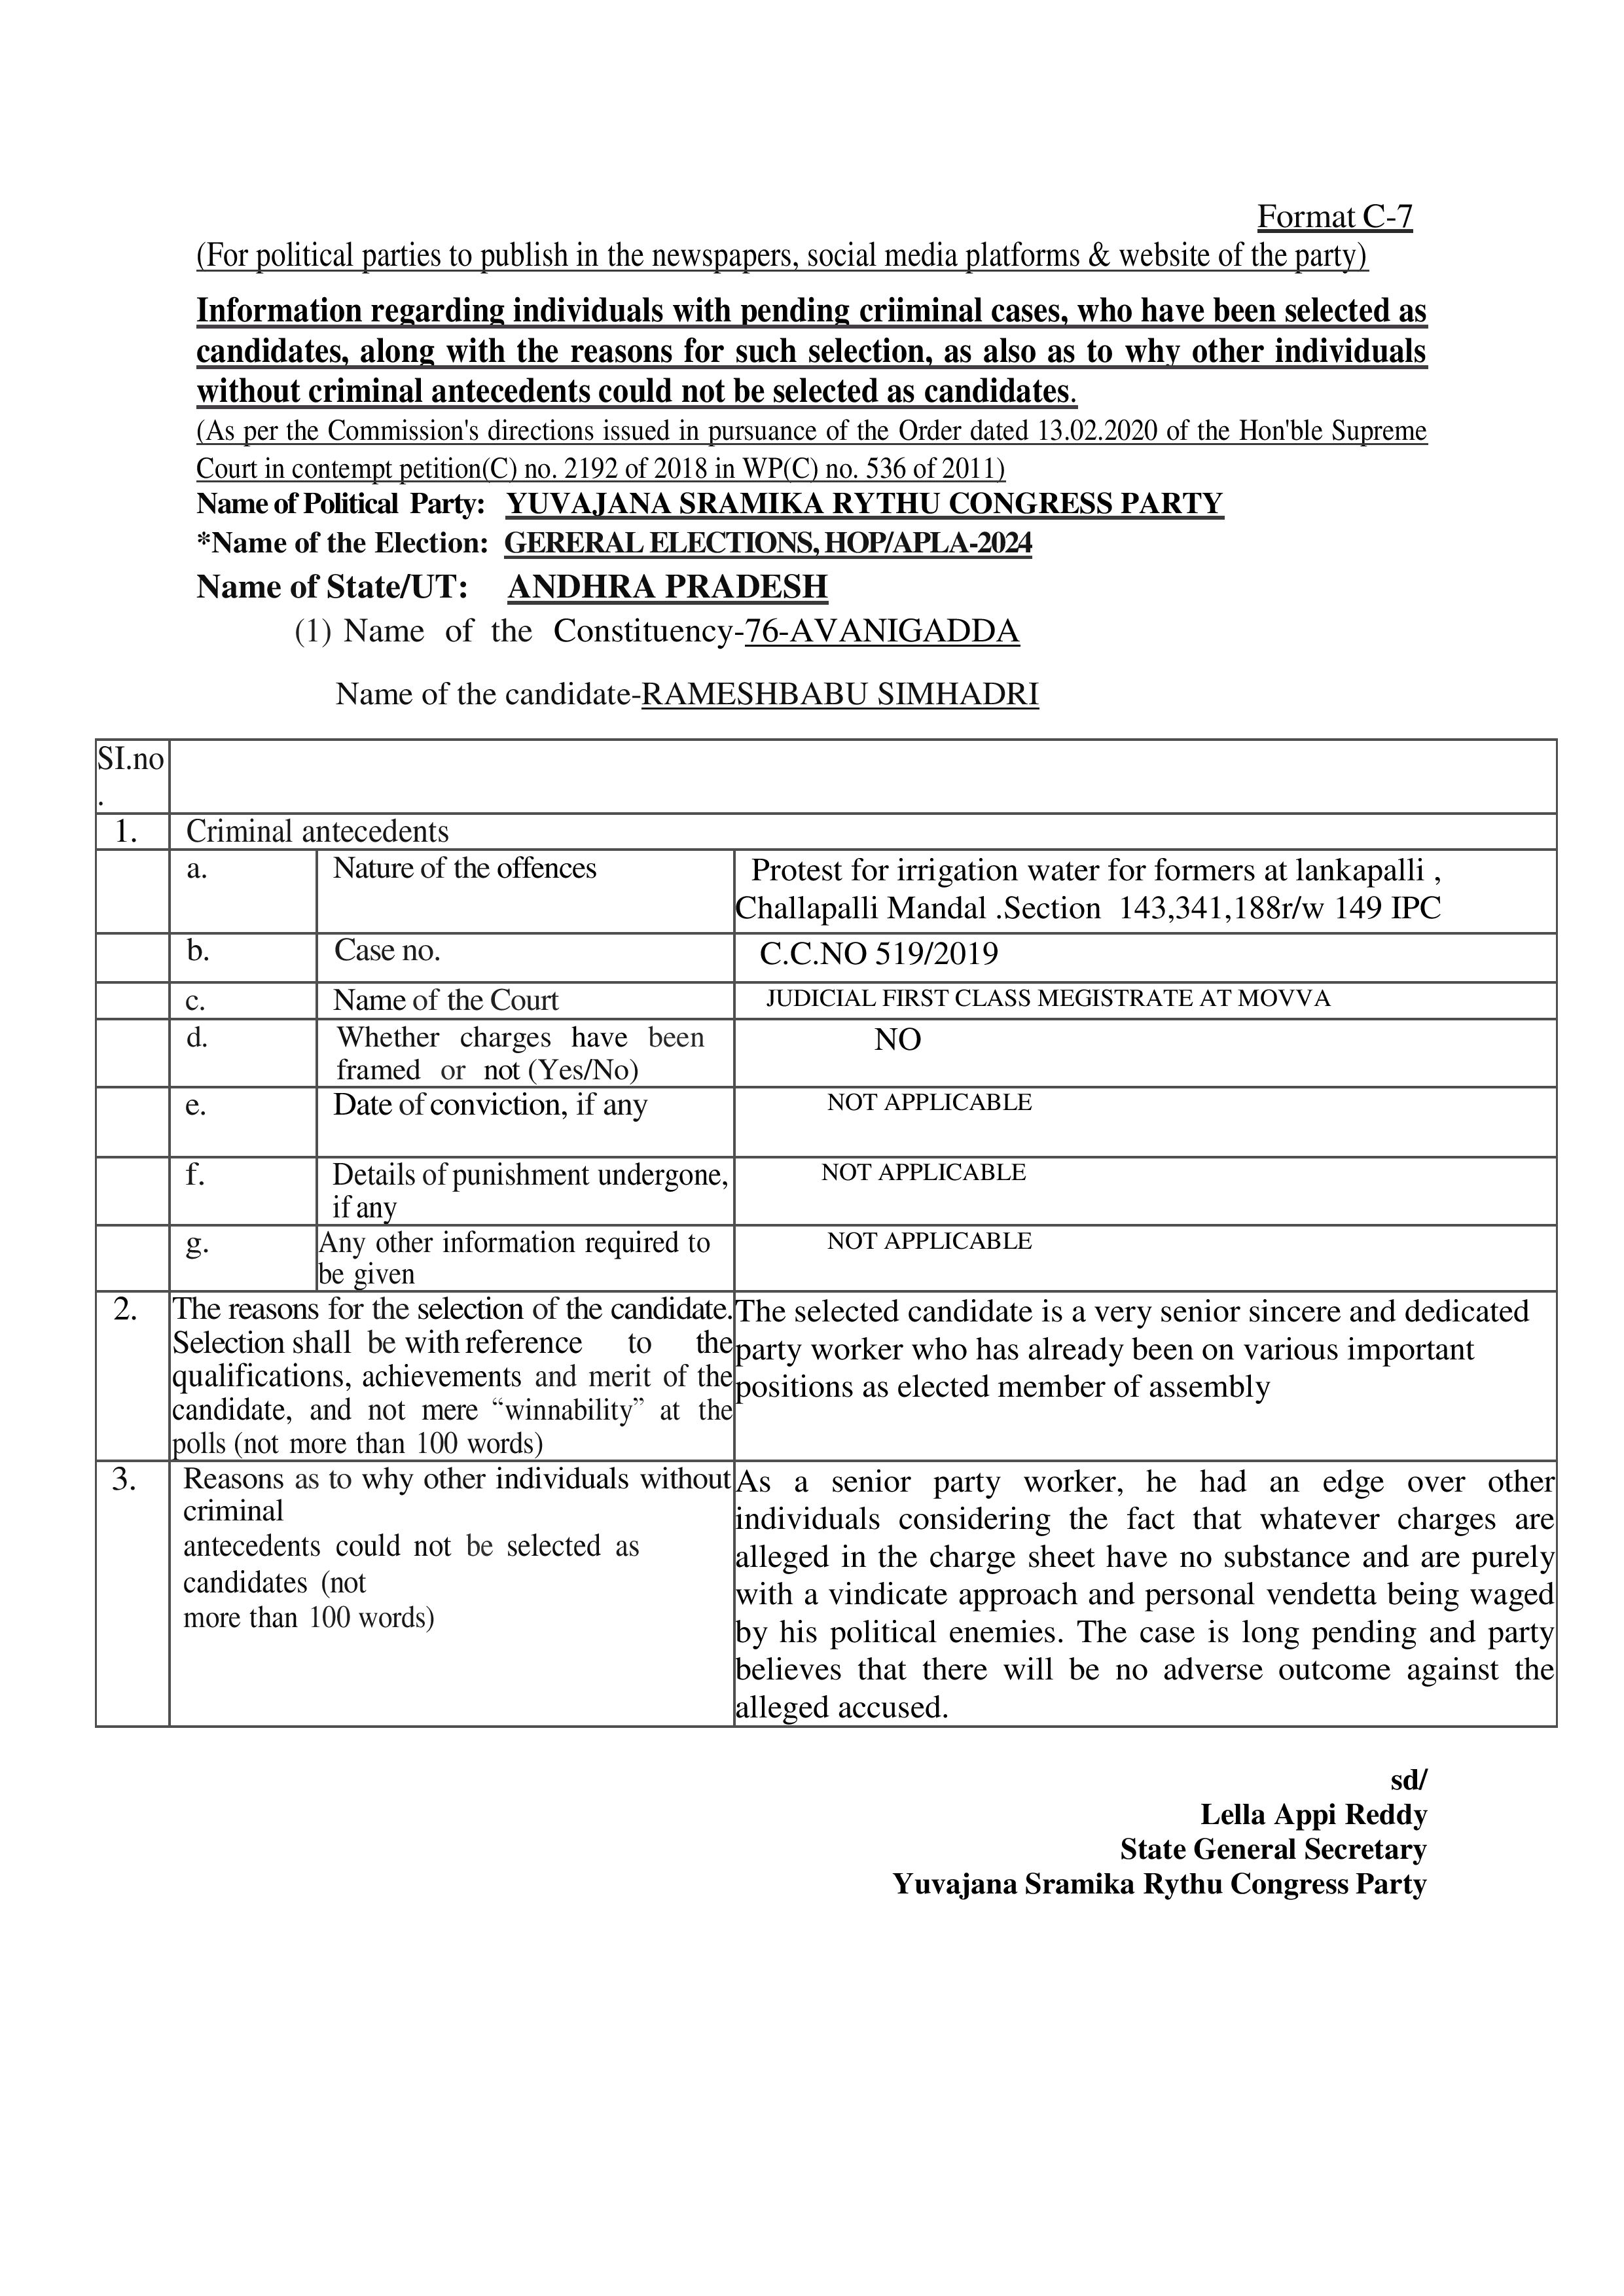 Format C-7
(For political parties to publish in the newspapers, social media platforms & website of the party)
Information regarding individuals with pending criiminal cases, who have been selected as
candidates, along with the reasons for such selection, as also as to why other individuals
without criminal antecedents could not be selected as candidates.
(As per the Commission's directions issued in pursuance of the Order dated 13.02.2020 of the Hon'ble Supreme
Court in contempt petition(C) no. 2192 of 2018 in WP(C) no. 536 of 2011)
Name of Political Party: YUVAJANA SRAMIKA RYTHU CONGRESS PARTY
*Name of the Election: GERERAL ELECTIONS, HOP/APLA-2024
Name of State/UT: ANDHRA PRADESH
(1) Name of the Constituency-76-AVANIGADDA
Name of the candidate-RAMESHBABU SIMHADRI
SI.no
.
1. Criminal antecedents
a. Nature of the offences
Protest for irrigation water for formers at lankapalli ,
Challapalli Mandal .Section 143,341,188r/w 149 IPC
b. Case no. C.C.NO 519/2019
c. Name of the Court JUDICIAL FIRST CLASS MEGISTRATE AT MOVVA
d. Whether charges have been
framed or not (Yes/No)
NO
e. Date of conviction, if any NOT APPLICABLE
f. Details of punishment undergone,
if any
NOT APPLICABLE
g. Any other information required to
be given
NOT APPLICABLE
2. The reasons for the selection of the candidate.
Selection shall be with reference to the
qualifications, achievements and merit of the
candidate, and not mere “winnability” at the
polls (not more than 100 words)
The selected candidate is a very senior sincere and dedicated
party worker who has already been on various important
positions as elected member of assembly
3. Reasons as to why other individuals without
criminal
antecedents could not be selected as
candidates (not
more than 100 words)
As a senior party worker, he had an edge over other
individuals considering the fact that whatever charges are
alleged in the charge sheet have no substance and are purely
with a vindicate approach and personal vendetta being waged
by his political enemies. The case is long pending and party
believes that there will be no adverse outcome against the
alleged accused.
sd/
Lella Appi Reddy
State General Secretary
Yuvajana Sramika Rythu Congress Party